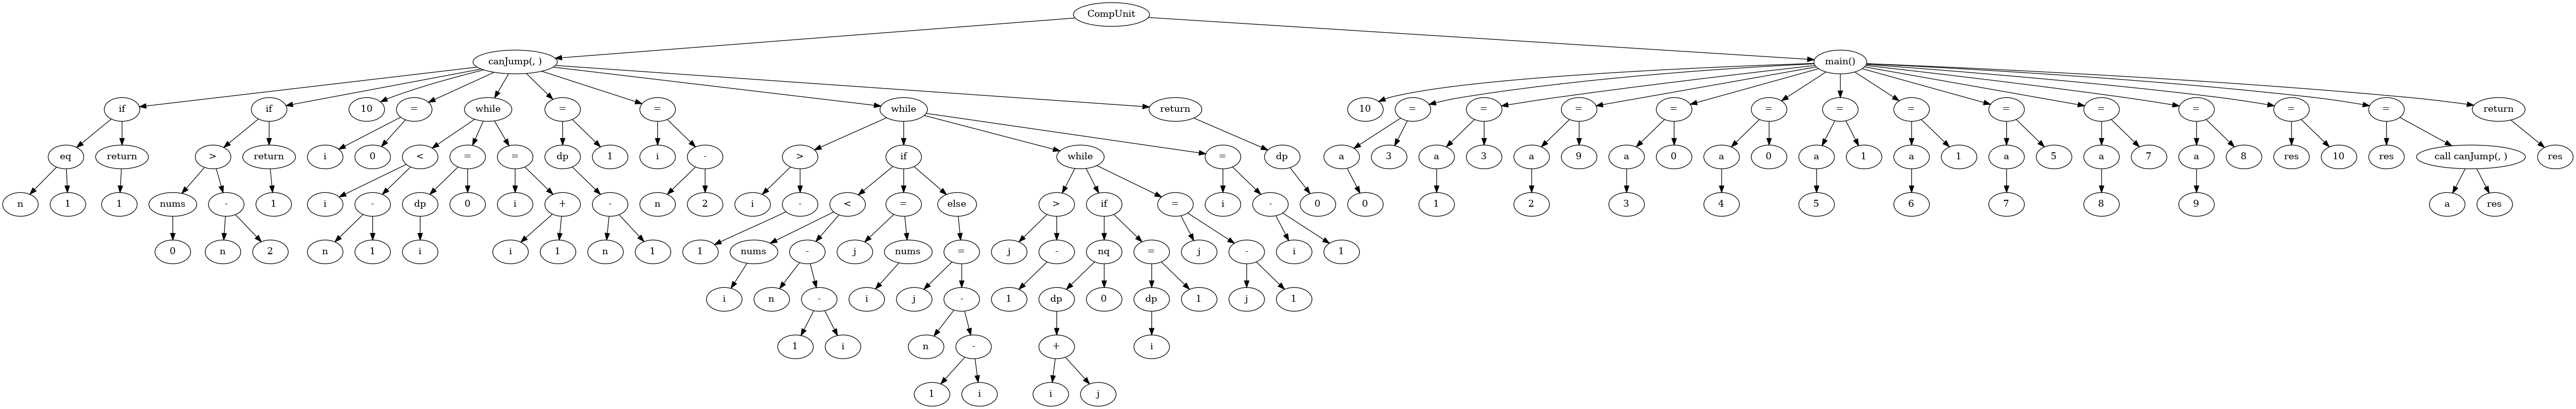 CompUnit
canJump(, ) main()
if if 10 = while = = while return 10 = = = = = = = = = = = = return
eq return > return i 0 < = = dp 1 i - > if while = dp a 3 a 3 a 9 a 0 a 0 a 1 a 1 a 5 a 7 a 8 res 10 res call canJump(, ) res
n 1 1 nums - 1 i - dp 0 i + - n 2 i - < = else > if = i - 0 0 1 2 3 4 5 6 7 8 9 a res
0 n 2 n 1 i i 1 n 1 1 nums - j nums = j - nq = j - i 1
i n - i j - 1 dp 0 dp 1 j 1
1 i n - + i
1 i i j